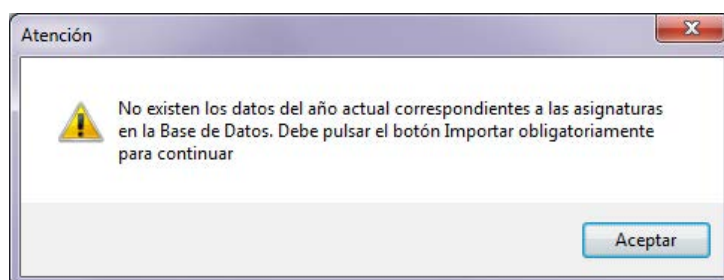 Atención
No existen los datos del año actual correspondientes a las asignaturas
en la Base de Datos. Debe pulsar el botón Importar obligatoriamente
para continuar
Aceptar